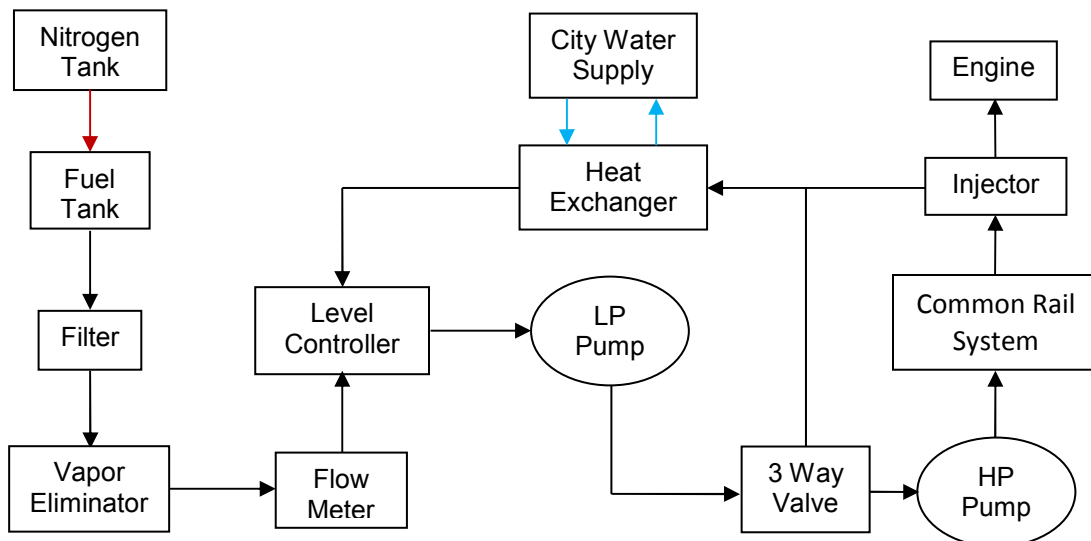 Nitrogen
Tank
City Water
Supply
Engine
Fuel
Tank
Heat
Exchanger
Injector
Filter
Level
Controller
LP
Pump
Common Rail
System
Vapor
Eliminator
Flow
Meter
3 Way
Valve
HP
Pump